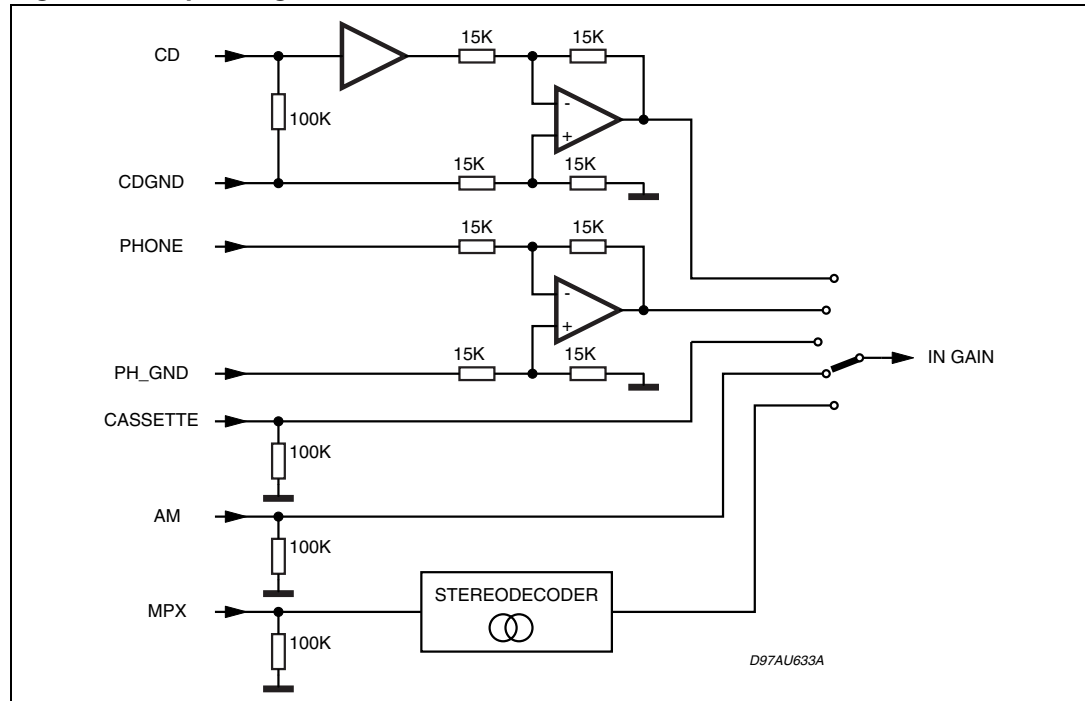 15K
15K
CD
100K
-
+
15K
15K
CDGND
15K
15K
PHONE
-
+
IN GAIN
15K
15K
PH_GND
CASSETTE
100K
AM
100K
STEREODECODER
MPX
100K
D97AU633A